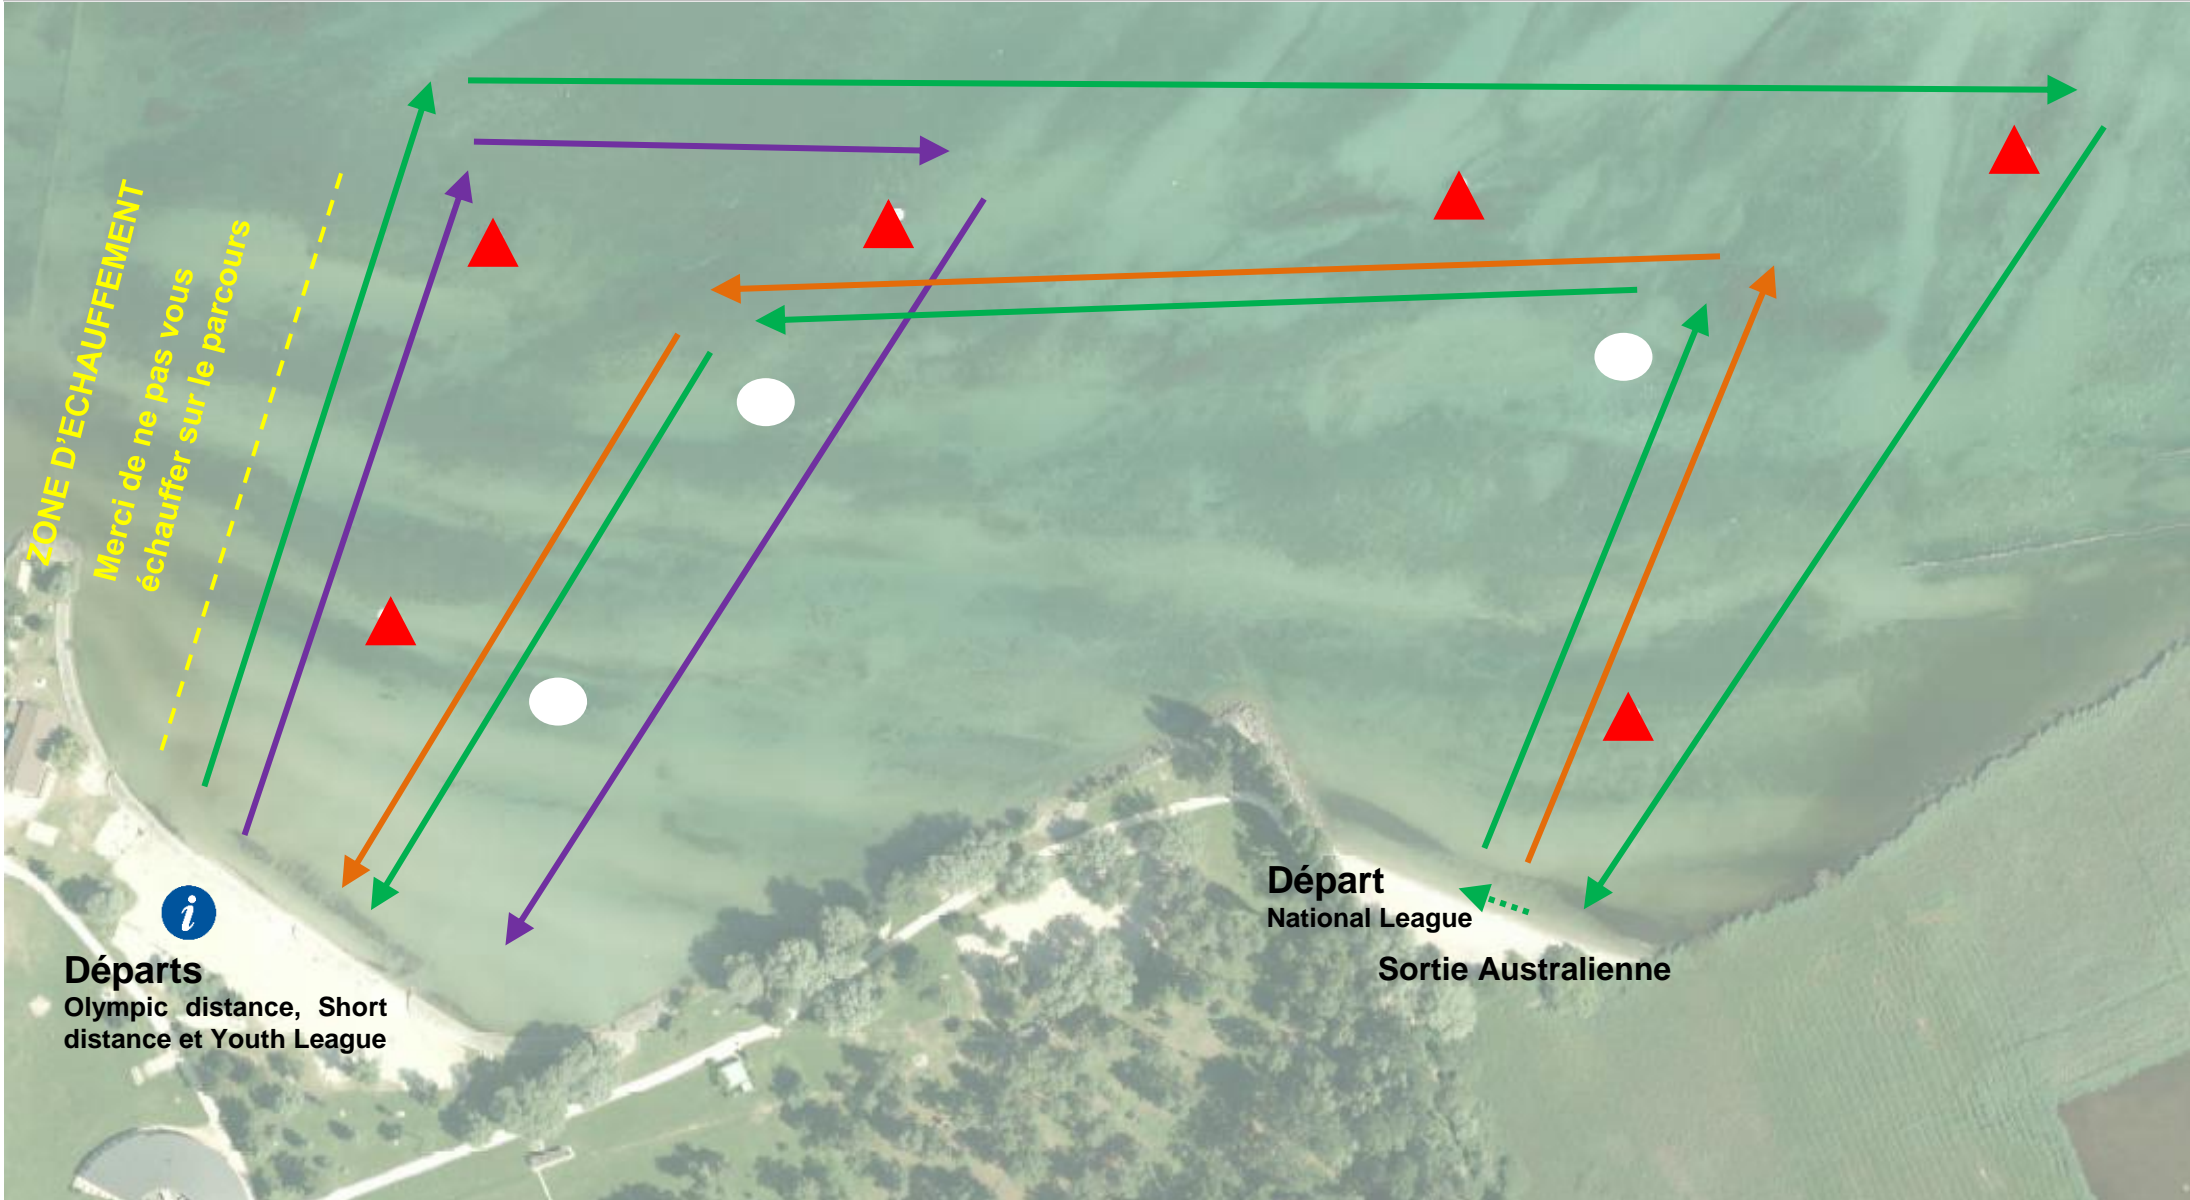 ZONE D'ECHAUFFEMENT
Merci de ne pas vous
échauffer sur le parcours
i
Départs
Olympic distance, Short
distance et Youth League
Départ
National League
Sortie Australienne